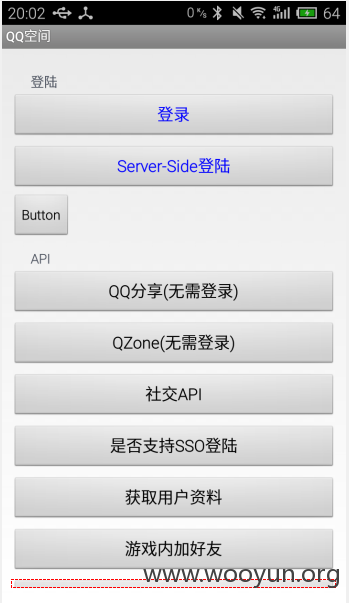 20:02 0 K/s 4G 64
QQ空间
登陆
登录
Server-Side登陆
Button
API
QQ分享(无需登录)
QZone(无需登录)
社交API
是否支持SSO登陆
获取用户资料
游戏内加好友
www.wooyun.org